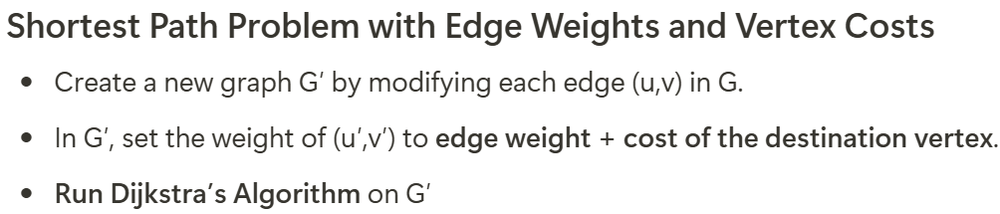 Shortest Path Problem with Edge Weights and Vertex Costs
• Create a new graph G′ by modifying each edge (u,v) in G.
• In G′, set the weight of (u′,v′) to edge weight + cost of the destination vertex.
• Run Dijkstra’s Algorithm on G′